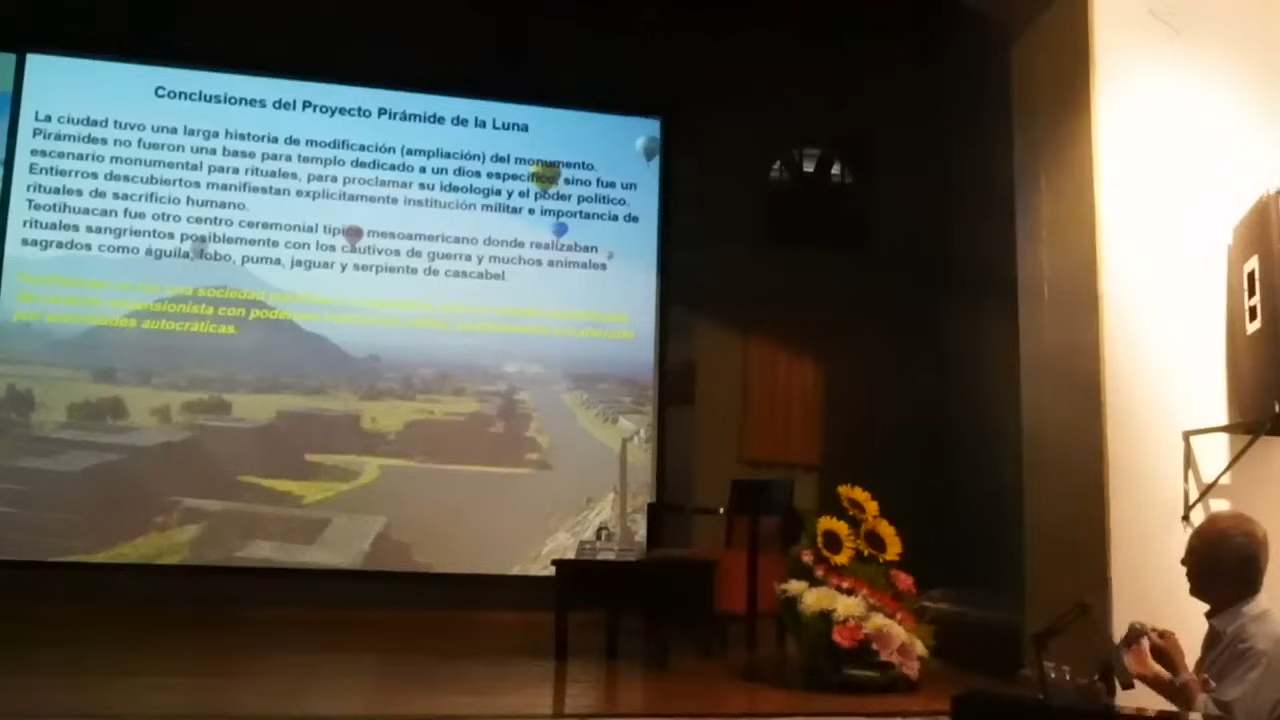 Conclusiones del Proyecto Pirámide de la Luna
La ciudad tuvo una larga historia de modificación (ampliación) del monumento.
Pirámides no fueron una base para templo dedicado a un dios específico, sino fue un
escenario monumental para rituales, para proclamar su ideologia y el poder político.
Entierros descubiertos manifiestan explícitamente institución militar e importancia de
rituales de sacrificio humano.
Teotihuacan fue otro centro ceremonial típico mesoamericano donde realizaban
rituales sangrientos posiblemente con los cautivos de guerra y muchos animales
sagrados como águila, lobo, puma, jaguar y serpiente de cascabel.
sociedad
con
autocráticas.